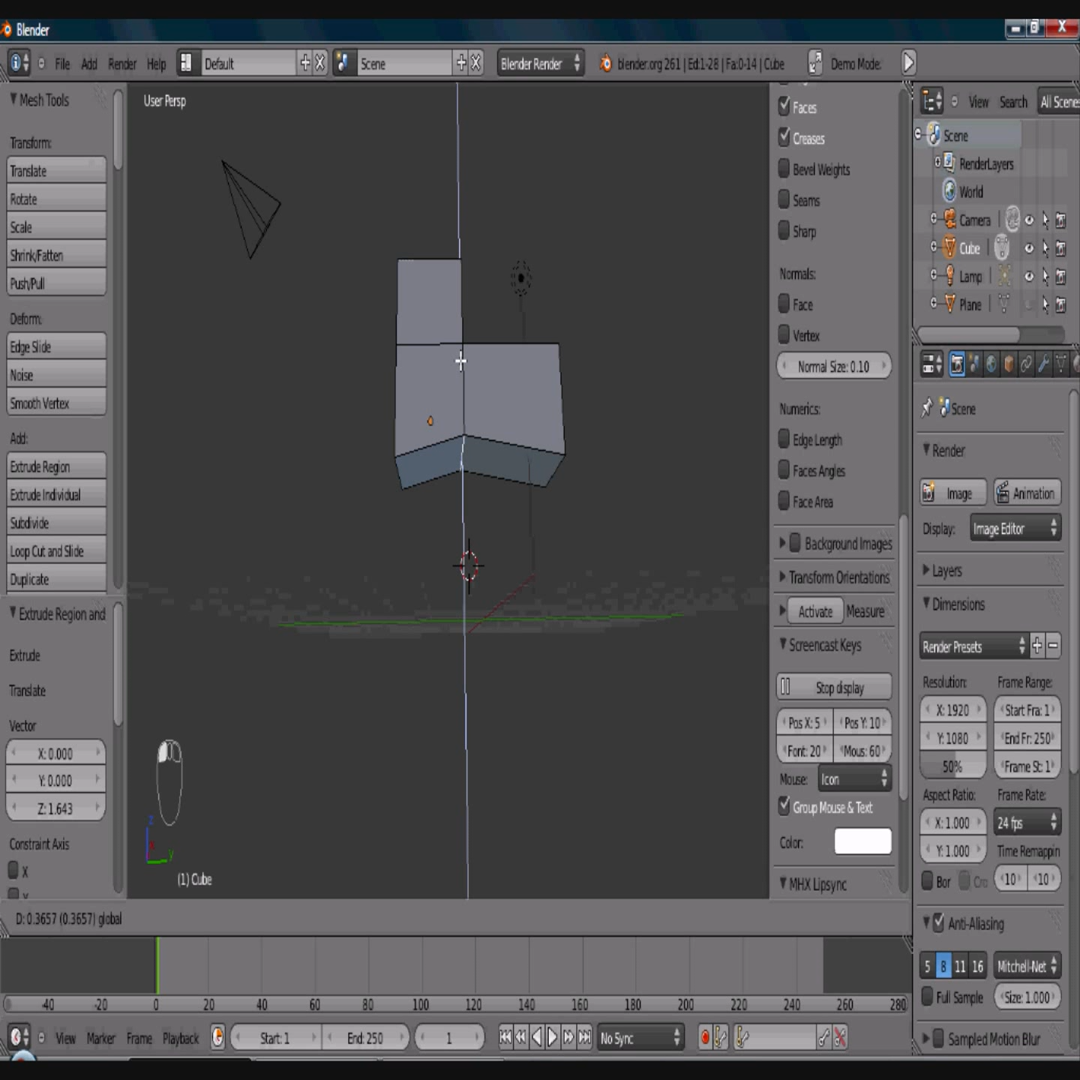 Blender
File Add Render Help Default Scene Blender Render blender.org 261 | Ed:1-28 | Fa:0-14 | Cube Demo Mode:
Mesh Tools
Transform:
Translate
Rotate
Scale
Shrink/Fatten
Push/Pull
Deform:
Edge Slide
Noise
Smooth Vertex
Add:
Extrude Region
Extrude Individual
Subdivide
Loop Cut and Slide
Duplicate
Extrude Region and
Extrude
Translate
Vector
X: 0.000
Y: 0.000
Z: 1.643
Constraint Axis
X
User Persp
(1) Cube
D: 0.3657 (0.3657) global
Faces
Creases
Bevel Weights
Seams
Sharp
Normals:
Face
Vertex
Normal Size: 0.10
Numerics:
Edge Length
Faces Angles
Face Area
Background Images
Transform Orientations
Activate Measure
Screencast Keys
Stop display
Pos X: 5 Pos Y: 10
Font: 20 Mous: 60
Mouse: Icon
Group Mouse & Text
Color:
MHX Lipsync
View Search All Scenes
Scene
RenderLayers
World
Camera
Cube
Lamp
Plane
Scene
Render
Image Animation
Display: Image Editor
Layers
Dimensions
Render Presets
Resolution: Frame Range:
X: 1920 Start Fra: 1
Y: 1080 End Fr: 250
50% Frame St: 1
Aspect Ratio: Frame Rate:
X: 1.000 24 fps
Y: 1.000 Time Remappin
Bor Cro 10 10
Anti-Aliasing
5 8 11 16 Mitchell-Net
Full Sample Size: 1.000
Sampled Motion Blur
-40 -20 0 20 40 60 80 100 120 140 160 180 200 220 240 260 280
View Marker Frame Playback Start: 1 End: 250 1 No Sync